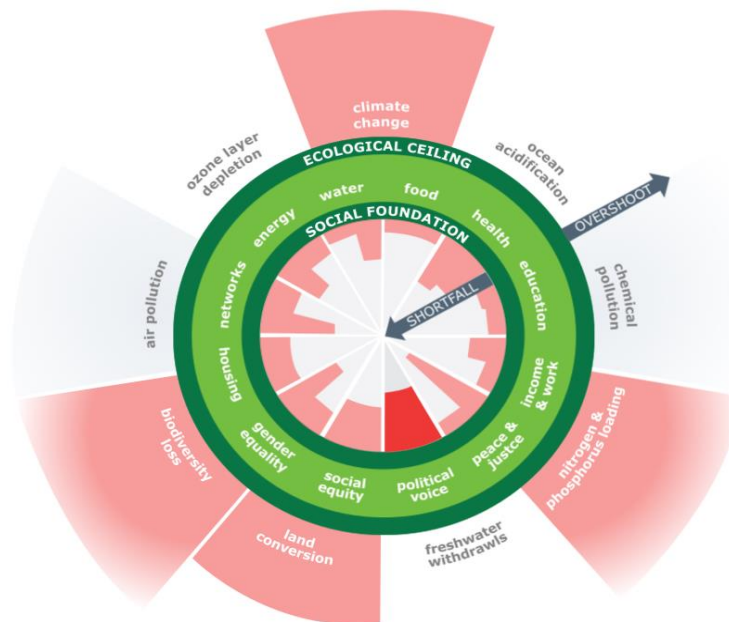 climate
change
ECOLOGICAL CEILING
ozone layer
depletion
ocean
acidification
water
food
energy
health
SOCIAL FOUNDATION
OVERSHOOT
networks
education
SHORTFALL
air pollution
chemical
pollution
housing
income
& work
gender
equality
peace &
justce
social
equity
political
voice
biodiversity
loss
nitrogen &
phosphorus loading
land
conversion
freshwater
withdrawls